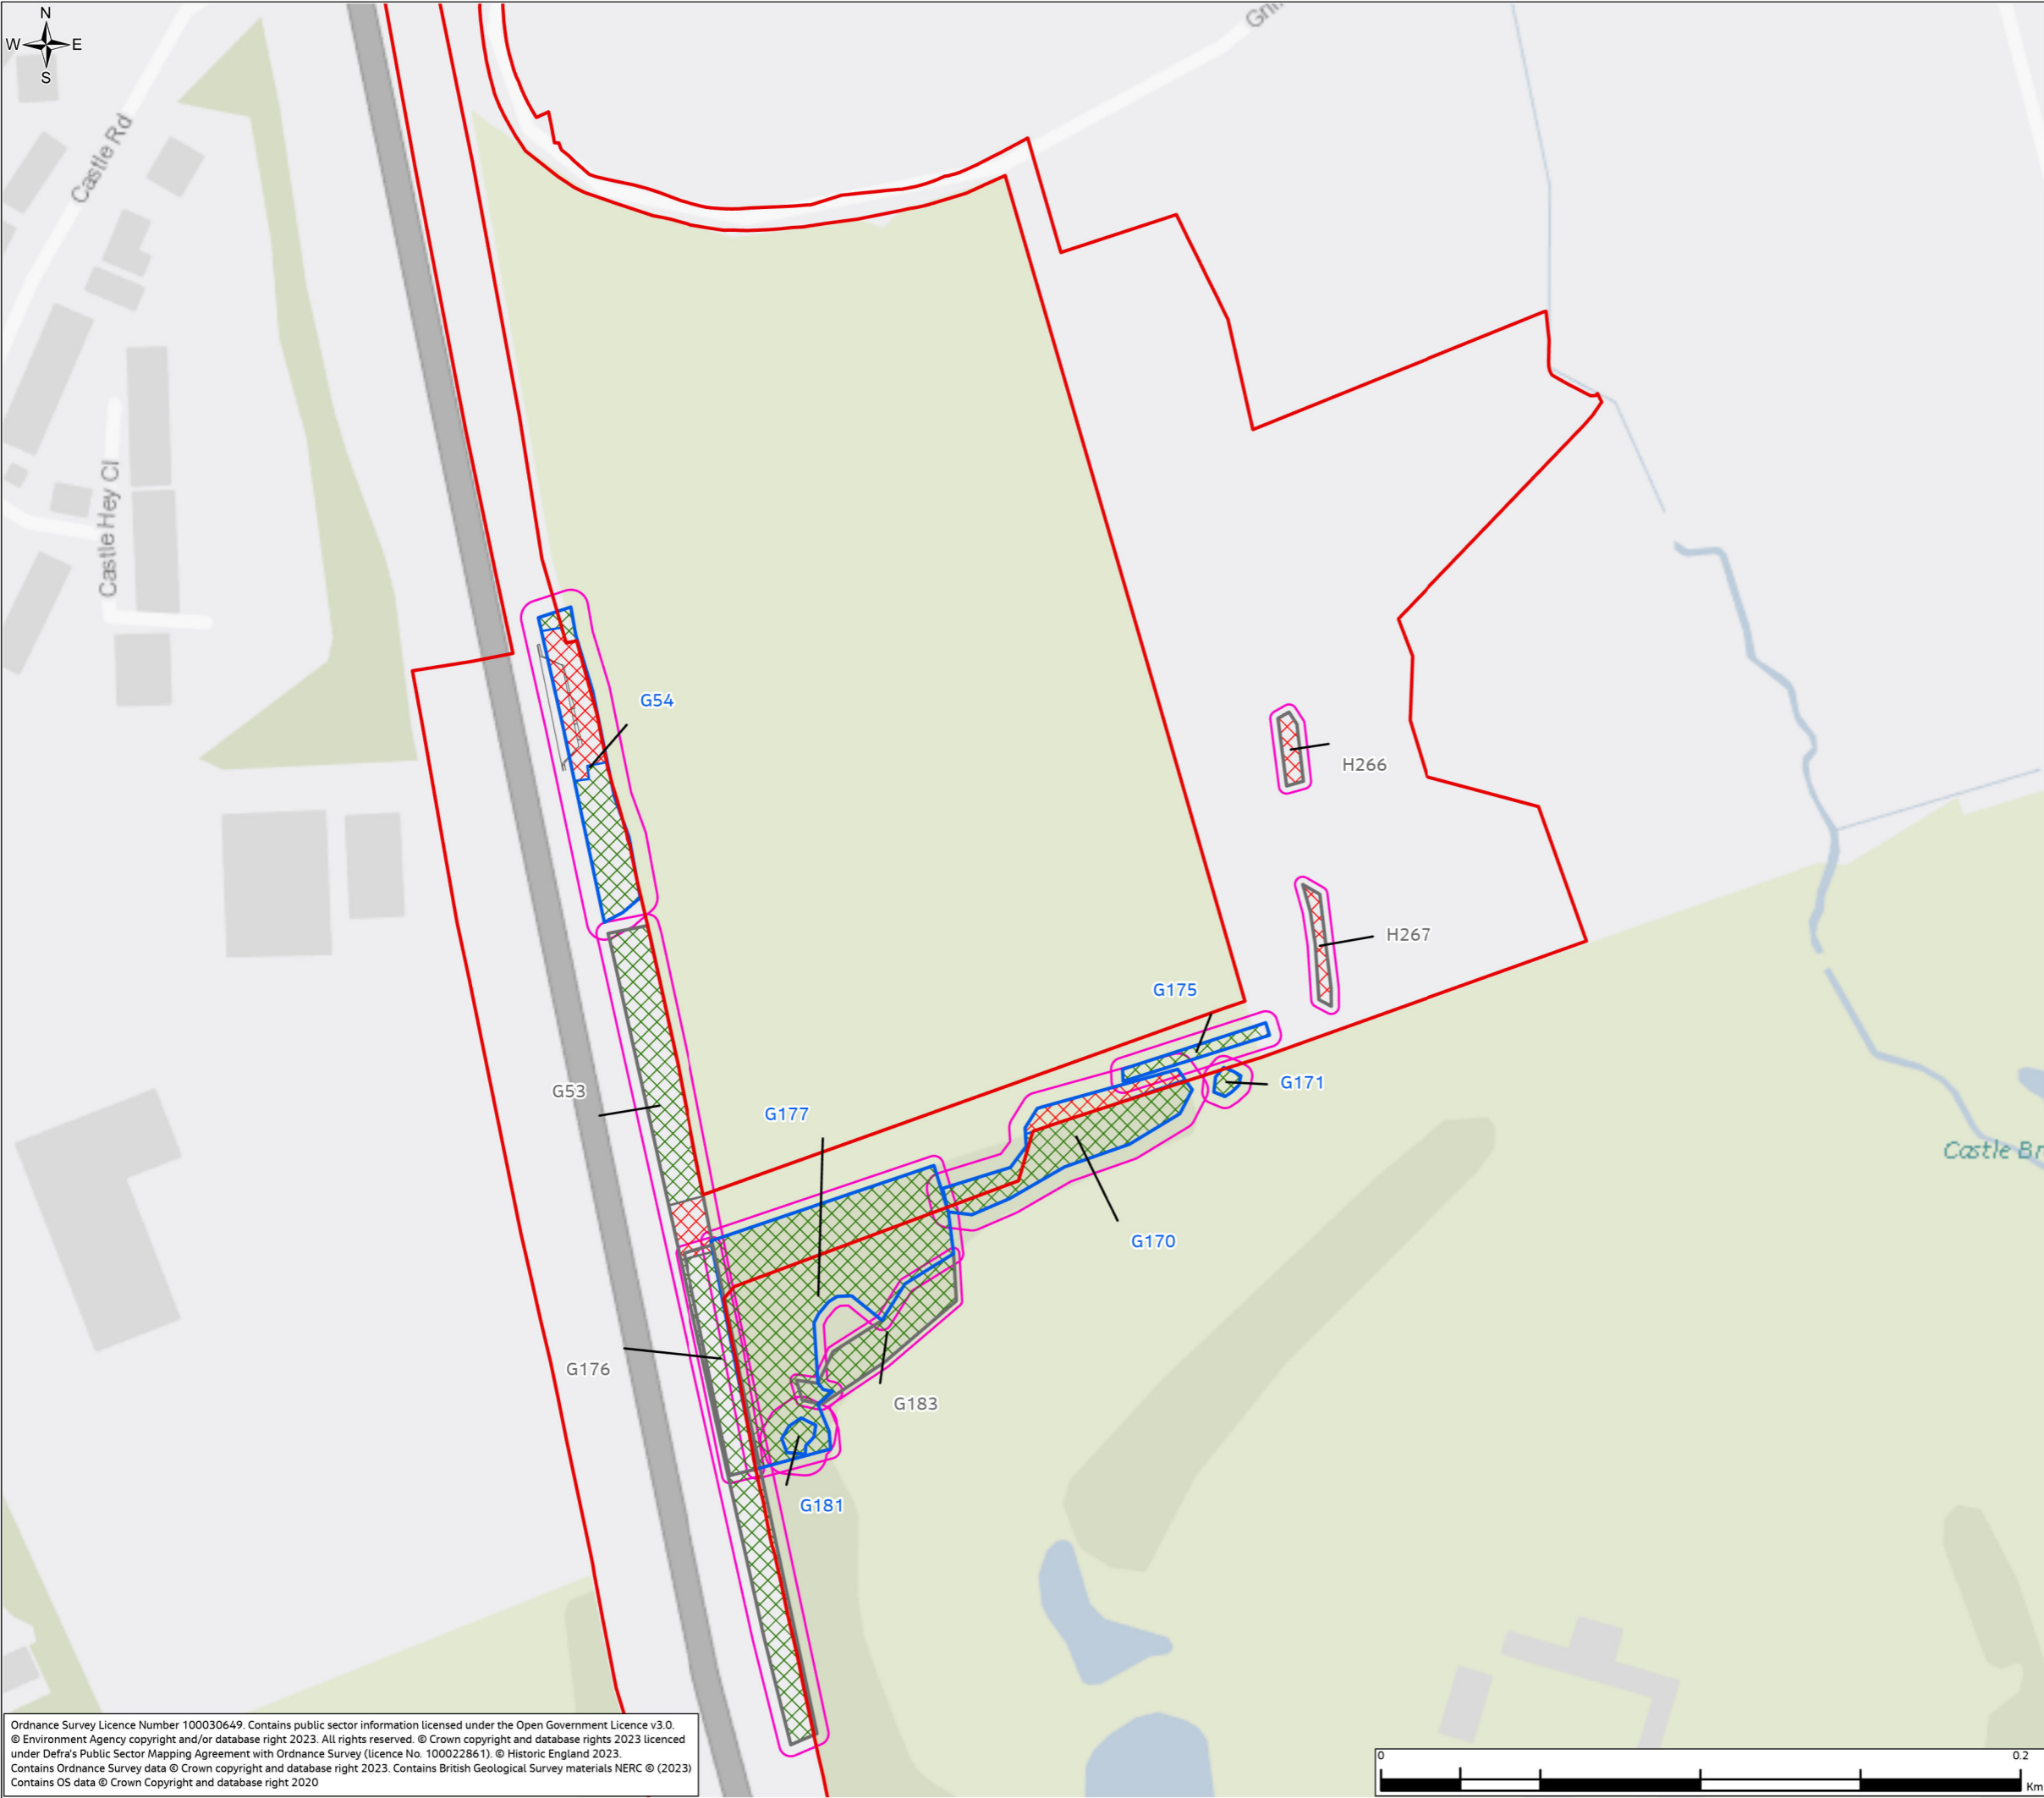 N
W E
S
Castle Rd
Castle Hey Cl
G54
H266
H267
G175
G53
G177
G171
G170
G176
G183
G181
Castle Br
Ordnance Survey Licence Number 100030649. Contains public sector information licensed under the Open Government Licence v3.0.
© Environment Agency copyright and/or database right 2023. All rights reserved. © Crown copyright and database rights 2023 licenced
under Defra's Public Sector Mapping Agreement with Ordnance Survey (licence No. 100022861). © Historic England 2023.
Contains Ordnance Survey data © Crown copyright and database right 2023. Contains British Geological Survey materials NERC © (2023)
Contains OS data © Crown Copyright and database right 2020
0 0.2
Km